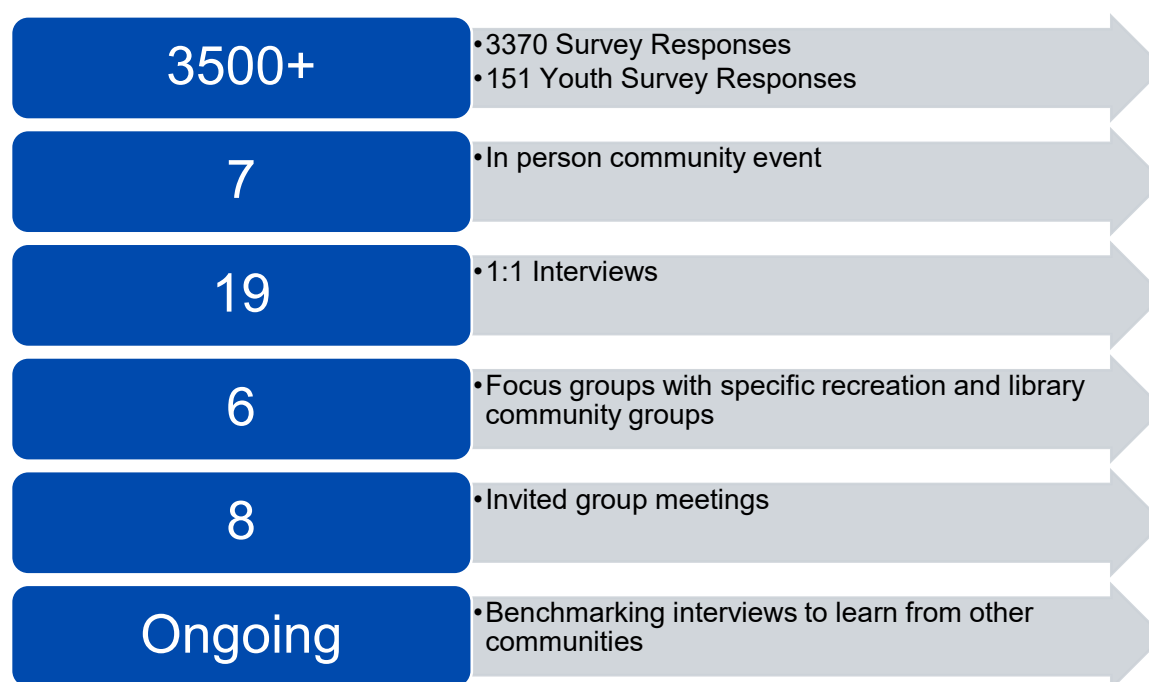 3500+
•3370 Survey Responses
•151 Youth Survey Responses
7
•In person community event
19
•1:1 Interviews
6
•Focus groups with specific recreation and library
community groups
8
•Invited group meetings
Ongoing
•Benchmarking interviews to learn from other
communities